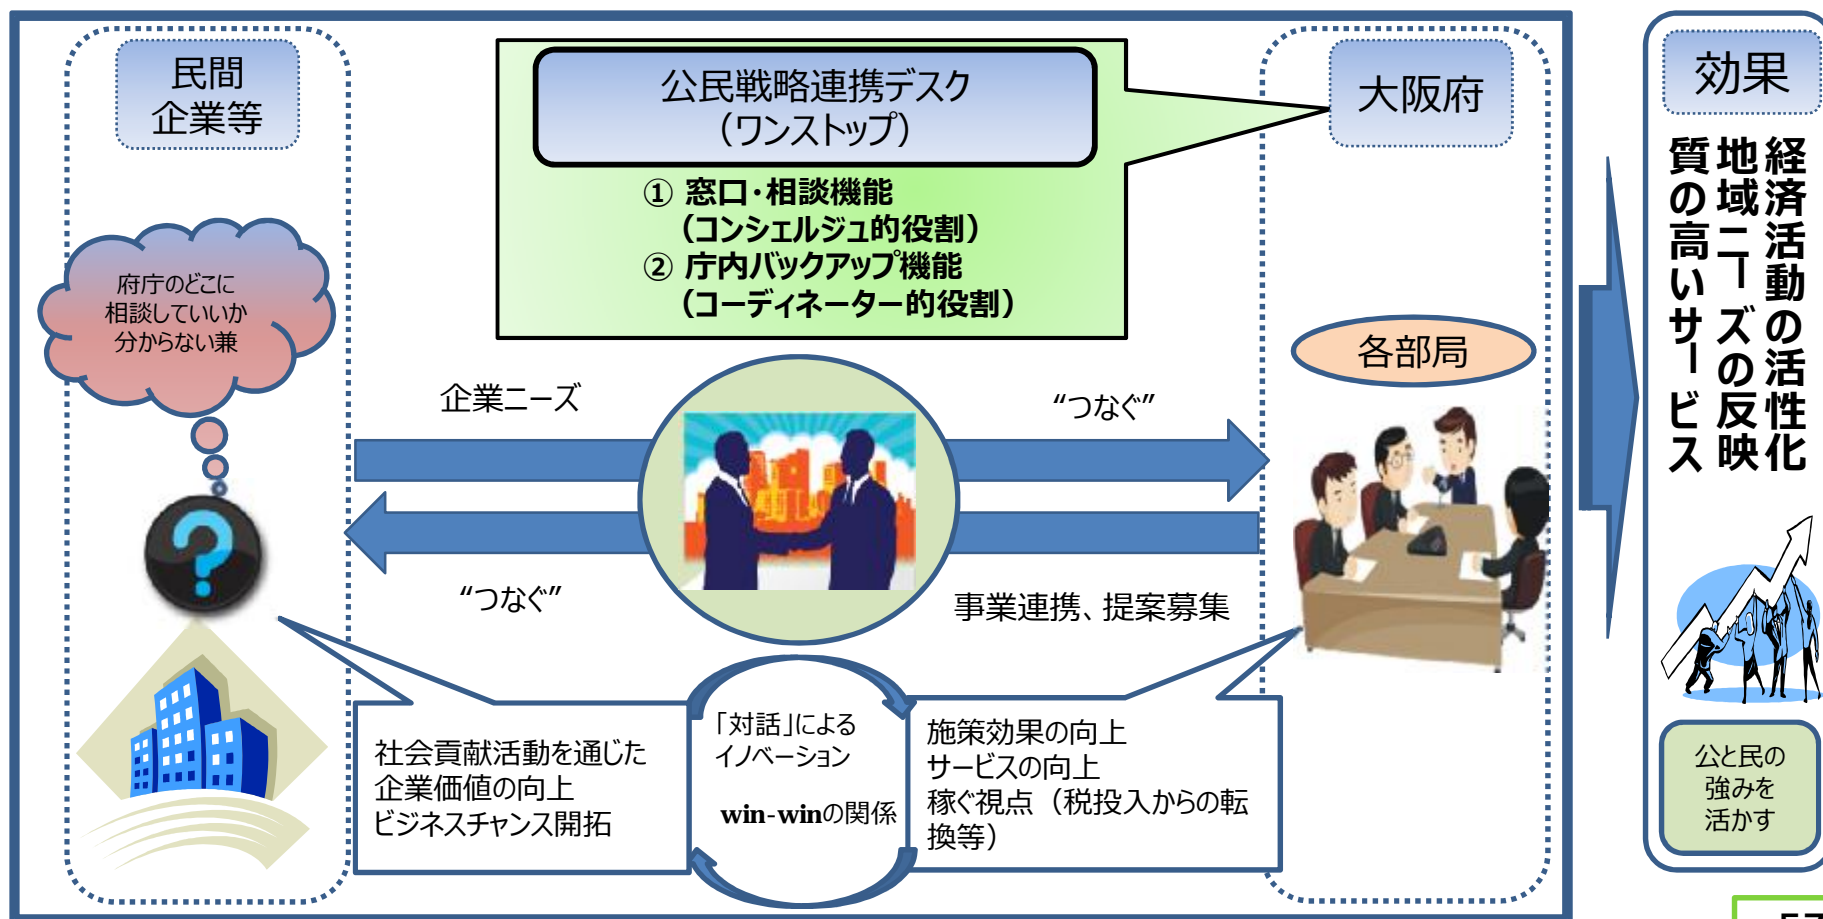 民間
企業等
公民戦略連携デスク
（ワンストップ）
① 窓口・相談機能
（コンシェルジュ的役割）
② 庁内バックアップ機能
（コーディネーター的役割）
大阪府
府庁のどこに
相談していいか
分からない兼
各部局
企業ニーズ
“つなぐ”
“つなぐ”
事業連携、提案募集
社会貢献活動を通じた
企業価値の向上
ビジネスチャンス開拓
「対話」による
イノベーション
win-winの関係
施策効果の向上
サービスの向上
稼ぐ視点（税投入からの転
換等）
効果
経済活動の活性化
地域ニーズの反映
質の高いサービス
公と民の
強みを
活かす